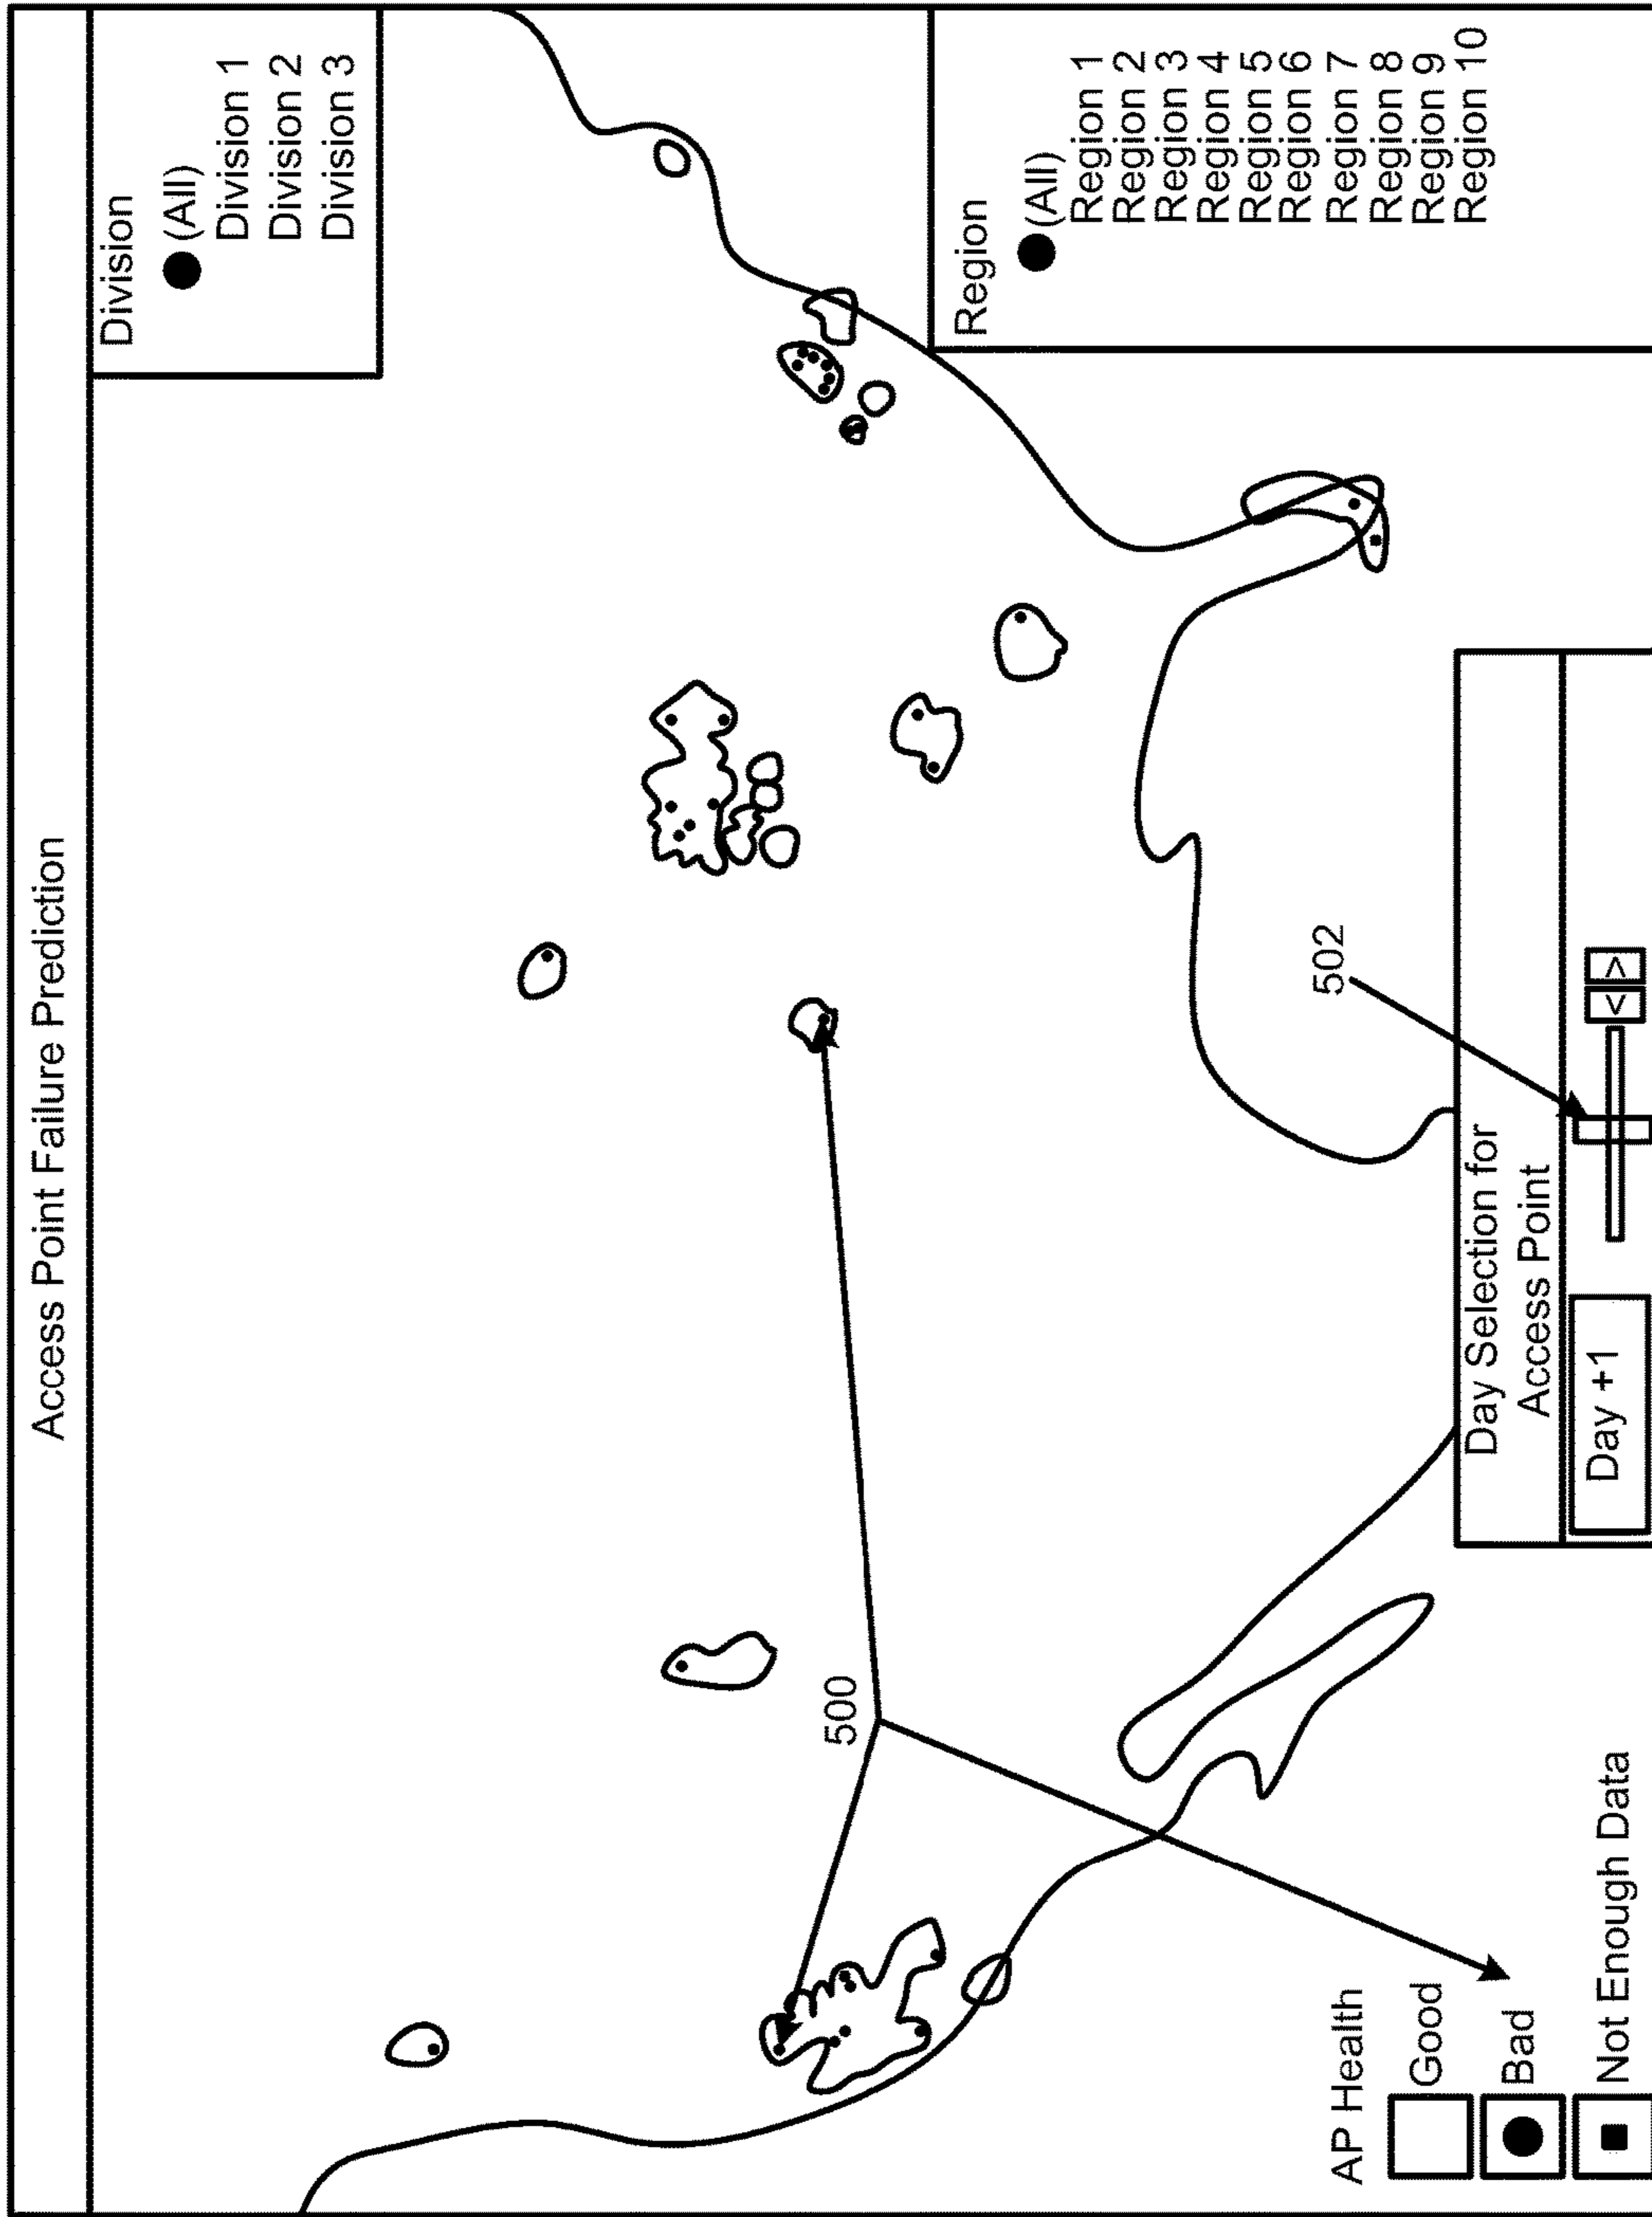 Access Point Failure Prediction
Division
(All)
Division 1
Division 2
Division 3
500
502
Region
(All)
Region 1
Region 2
Region 3
Region 4
Region 5
Region 6
Region 7
Region 8
Region 9
Region 10
AP Health
Good
Bad
Not Enough Data
Day Selection for
Access Point
Day +1
< >